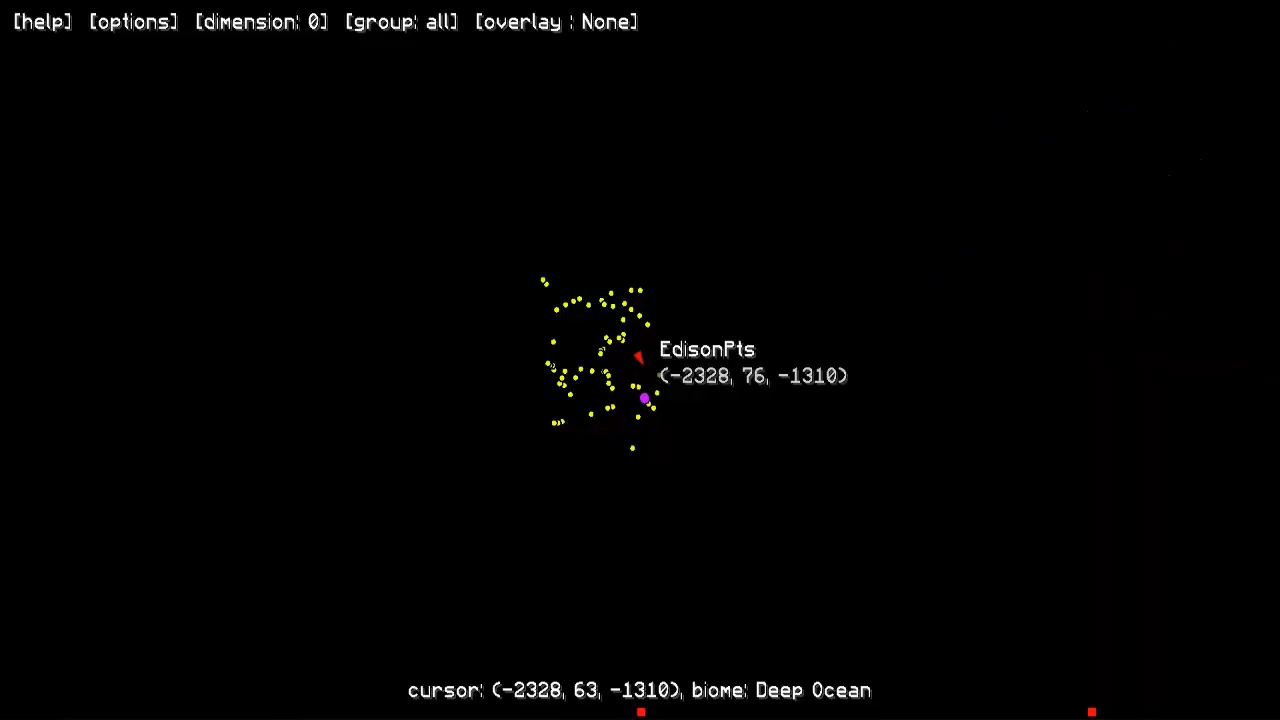 [help] [options] [dimension: 0] [group: all] [overlay : None]
EdisonPts
(-2328, 76, -1310)
cursor: (-2328, 63, -1310), biome: Deep Ocean